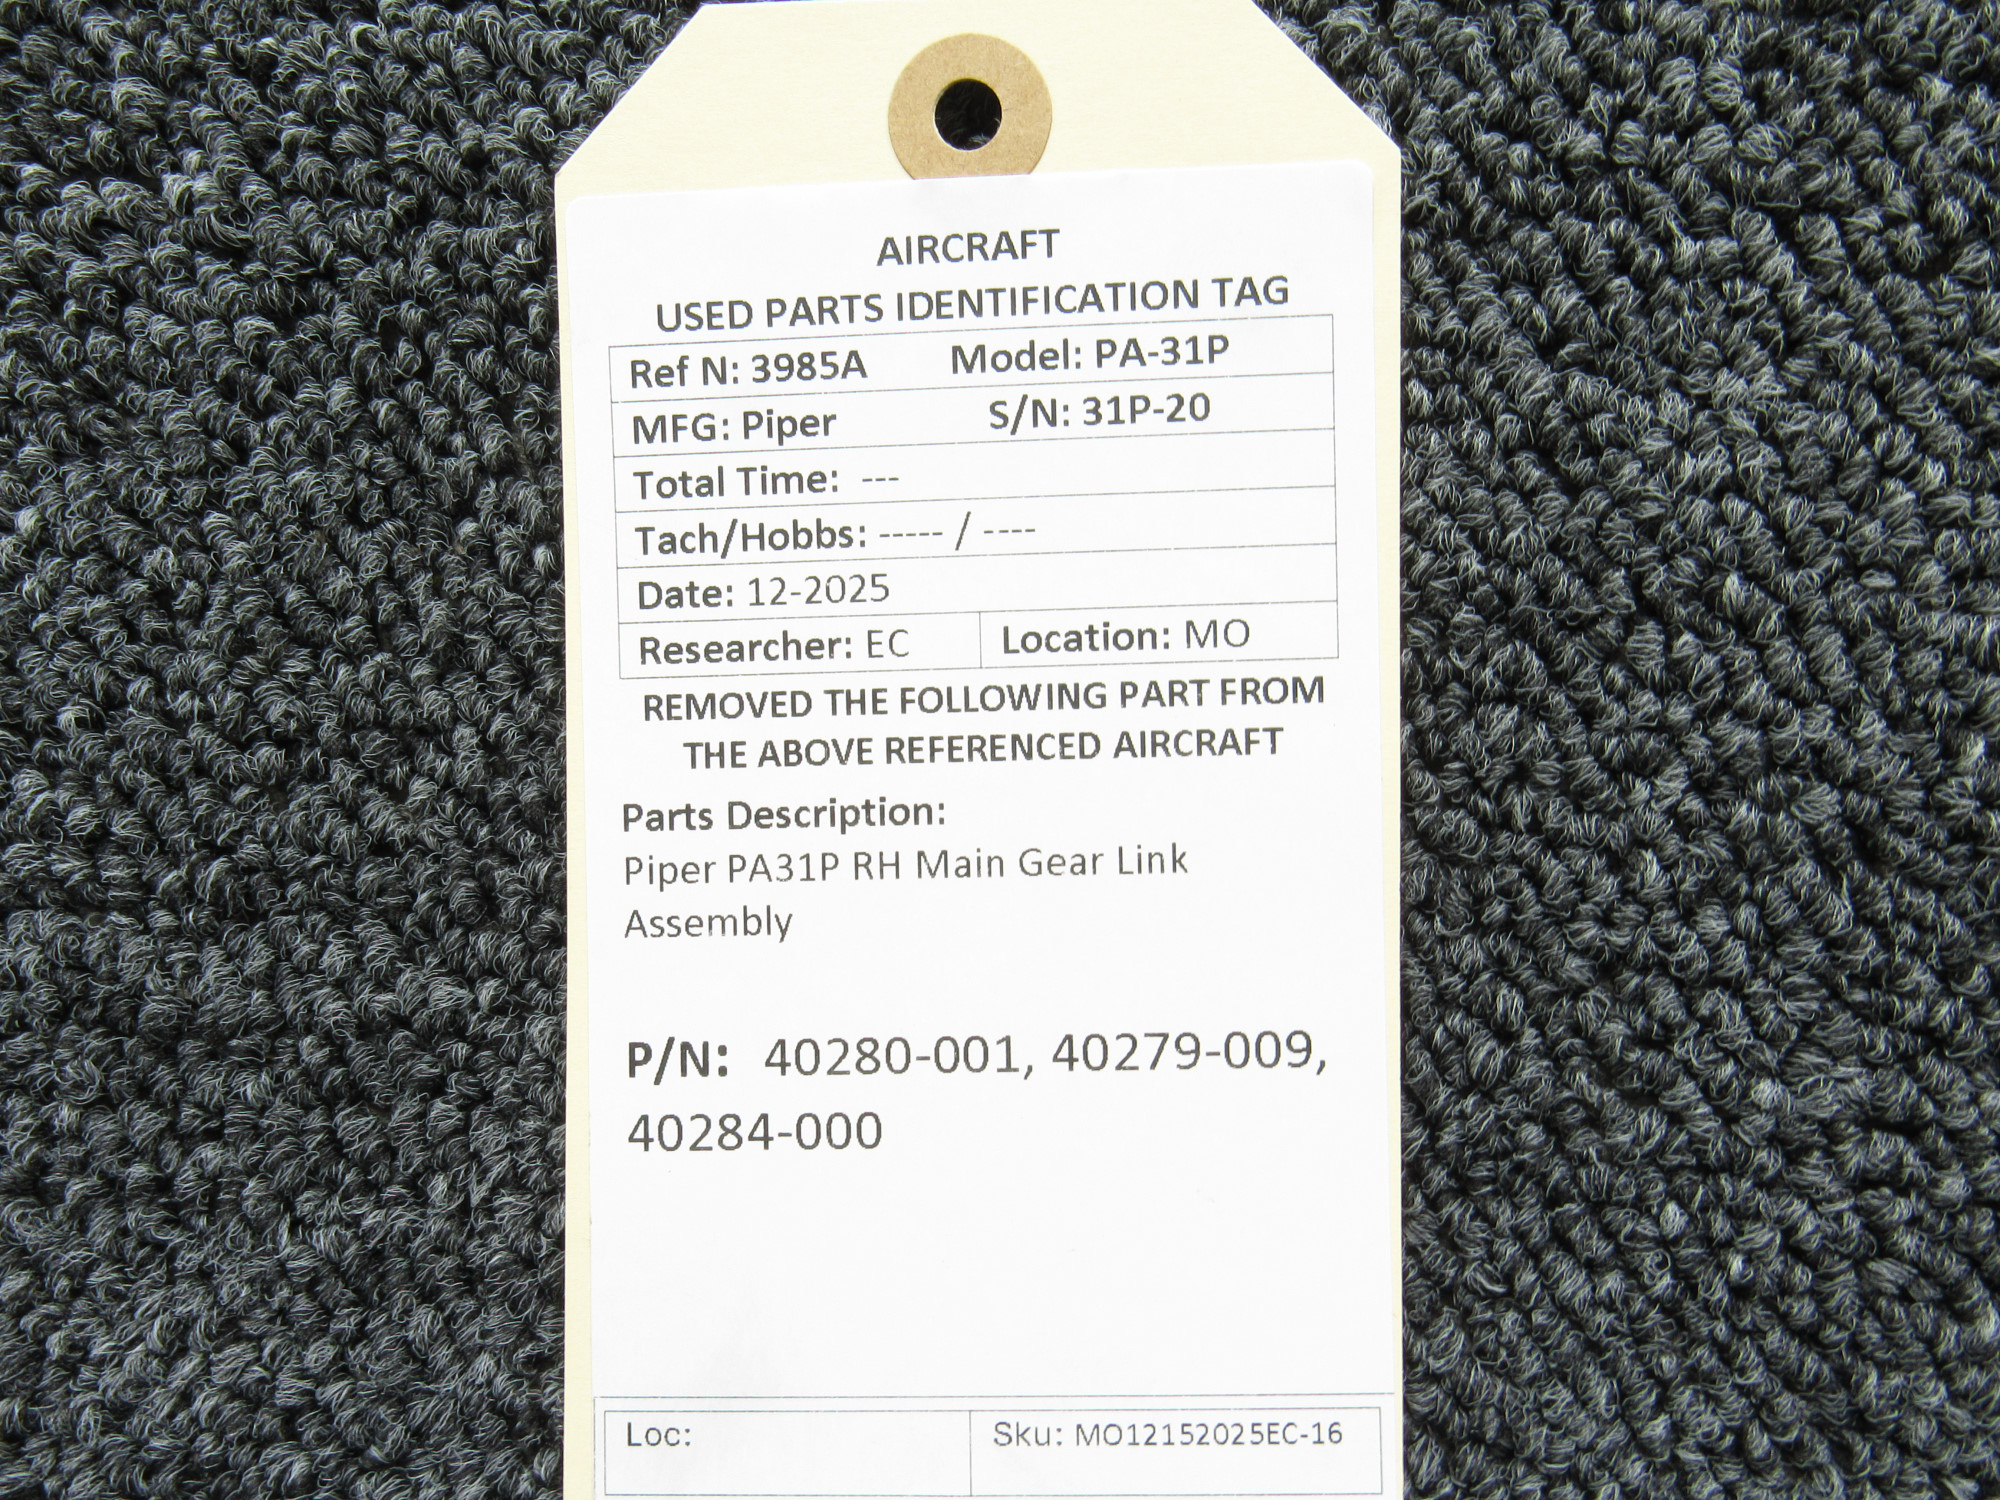 AIRCRAFT
USED PARTS IDENTIFICATION TAG
Ref N: 3985A Model: PA-31P
MFG: Piper S/N: 31P-20
Total Time: ---
Tach/Hobbs: ----- / ----
Date: 12-2025
Researcher: EC Location: MO
REMOVED THE FOLLOWING PART FROM
THE ABOVE REFERENCED AIRCRAFT
Parts Description:
Piper PA31P RH Main Gear Link
Assembly
P/N: 40280-001, 40279-009,
40284-000
Loc: Sku: MO12152025EC-16